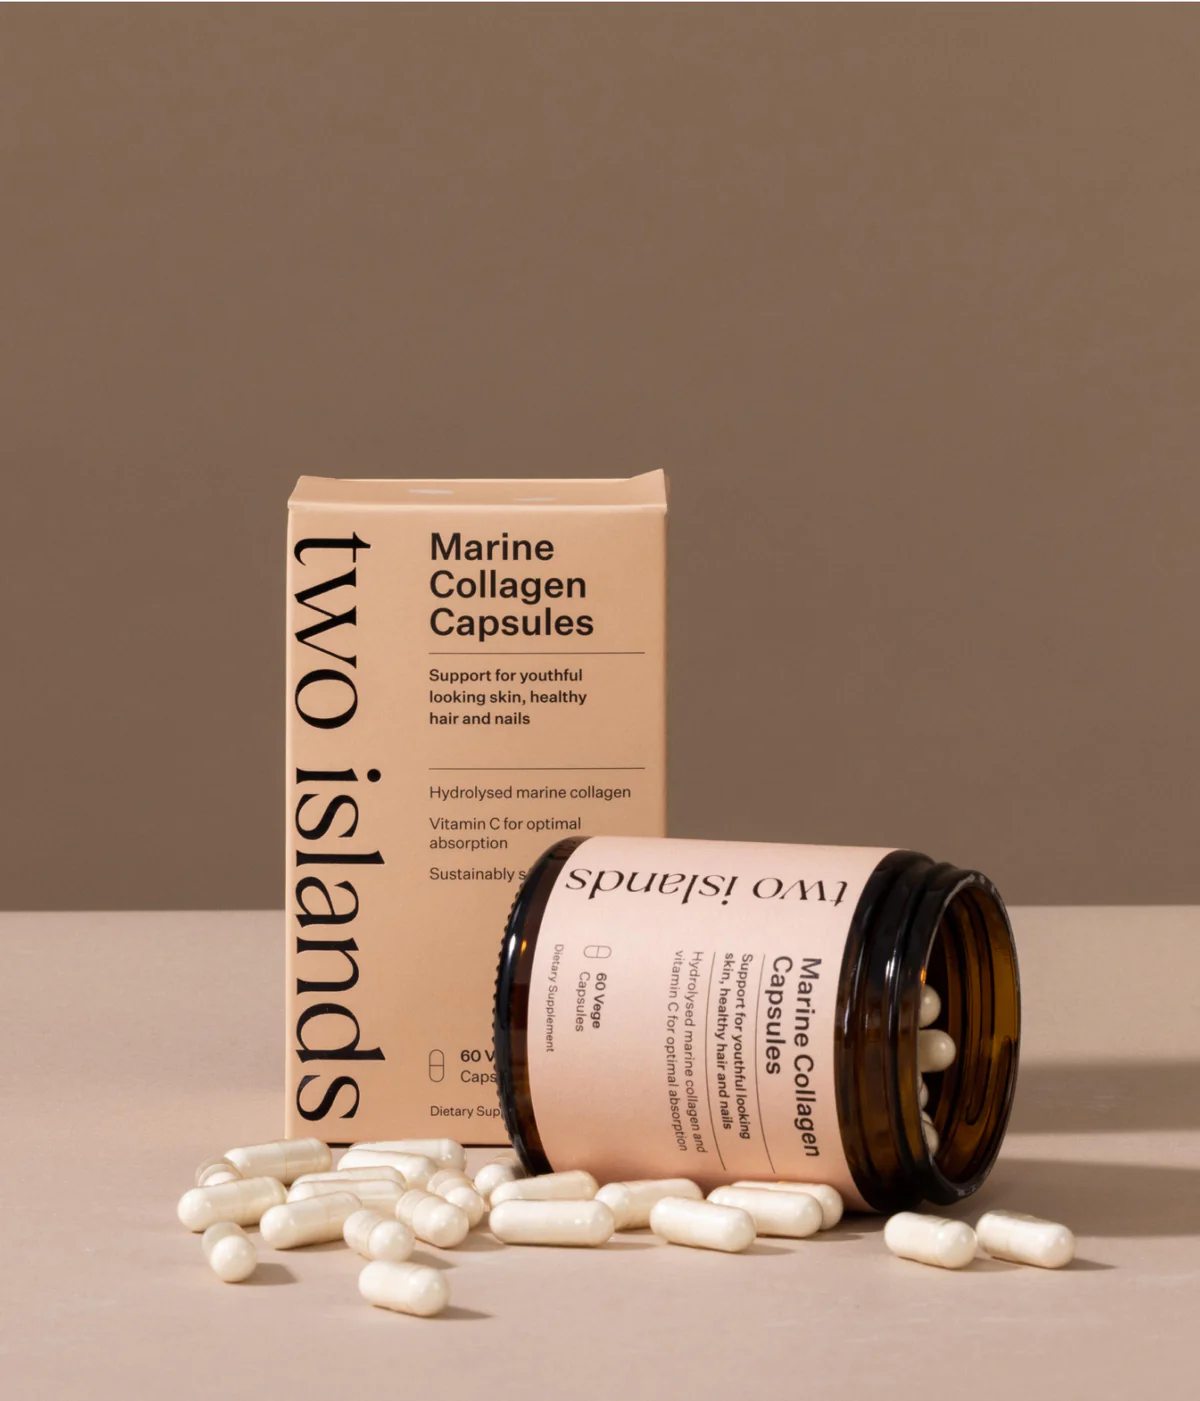 two islands
Marine
Collagen
Capsules
Support for youthful
looking skin, healthy
hair and nails
Hydrolysed marine collagen
Vitamin C for optimal
absorption
Sustainably
60
Dietary
two islands
Marine Collagen
Capsules
Support for youthful looking
skin, healthy hair and nails
Hydrolysed marine collagen and
vitamin C for optimal absorption
60 Vege
Capsules
Dietary Supplement